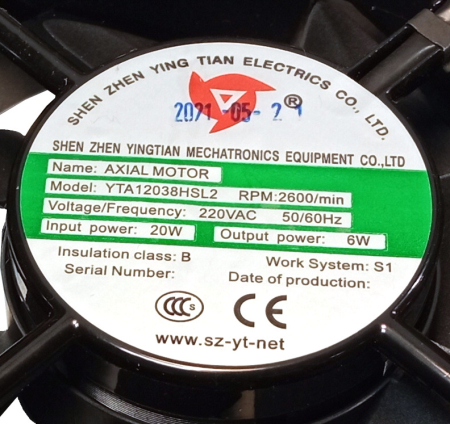 SHEN ZHEN YING TIAN ELECTRICS CO., LTD.
2021-05-2
®
SHEN ZHEN YINGTIAN MECHATRONICS EQUIPMENT CO.,LTD
Name: AXIAL MOTOR
Model: YTA12038HSL2 RPM:2600/min
Voltage/Frequency: 220VAC 50/60Hz
Input power: 20W Output power: 6W
Insulation class: B Work System: S1
Serial Number: Date of production:
CCC CE
www.sz-yt-net